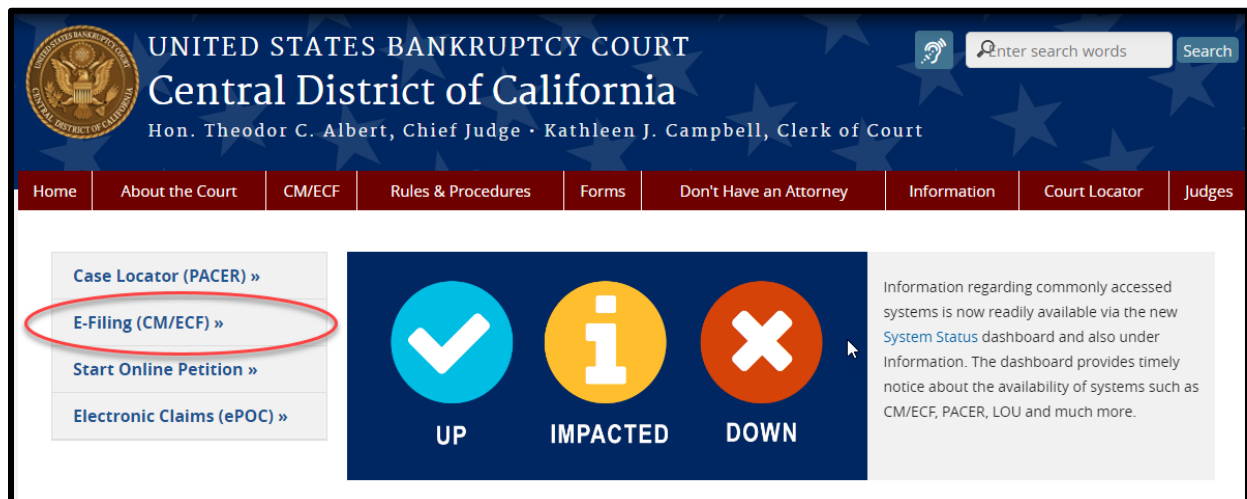 UNITED STATES BANKRUPTCY COURT
Central District of California
Hon. Theodor C. Albert, Chief Judge • Kathleen J. Campbell, Clerk of Court
Enter search words
Search
Home
About the Court
CM/ECF
Rules & Procedures
Forms
Don't Have an Attorney
Information
Court Locator
Judges
Case Locator (PACER) »
E-Filing (CM/ECF) »
Start Online Petition »
Electronic Claims (ePOC) »
UP
IMPACTED
DOWN
Information regarding commonly accessed
systems is now readily available via the new
System Status dashboard and also under
Information. The dashboard provides timely
notice about the availability of systems such as
CM/ECF, PACER, LOU and much more.